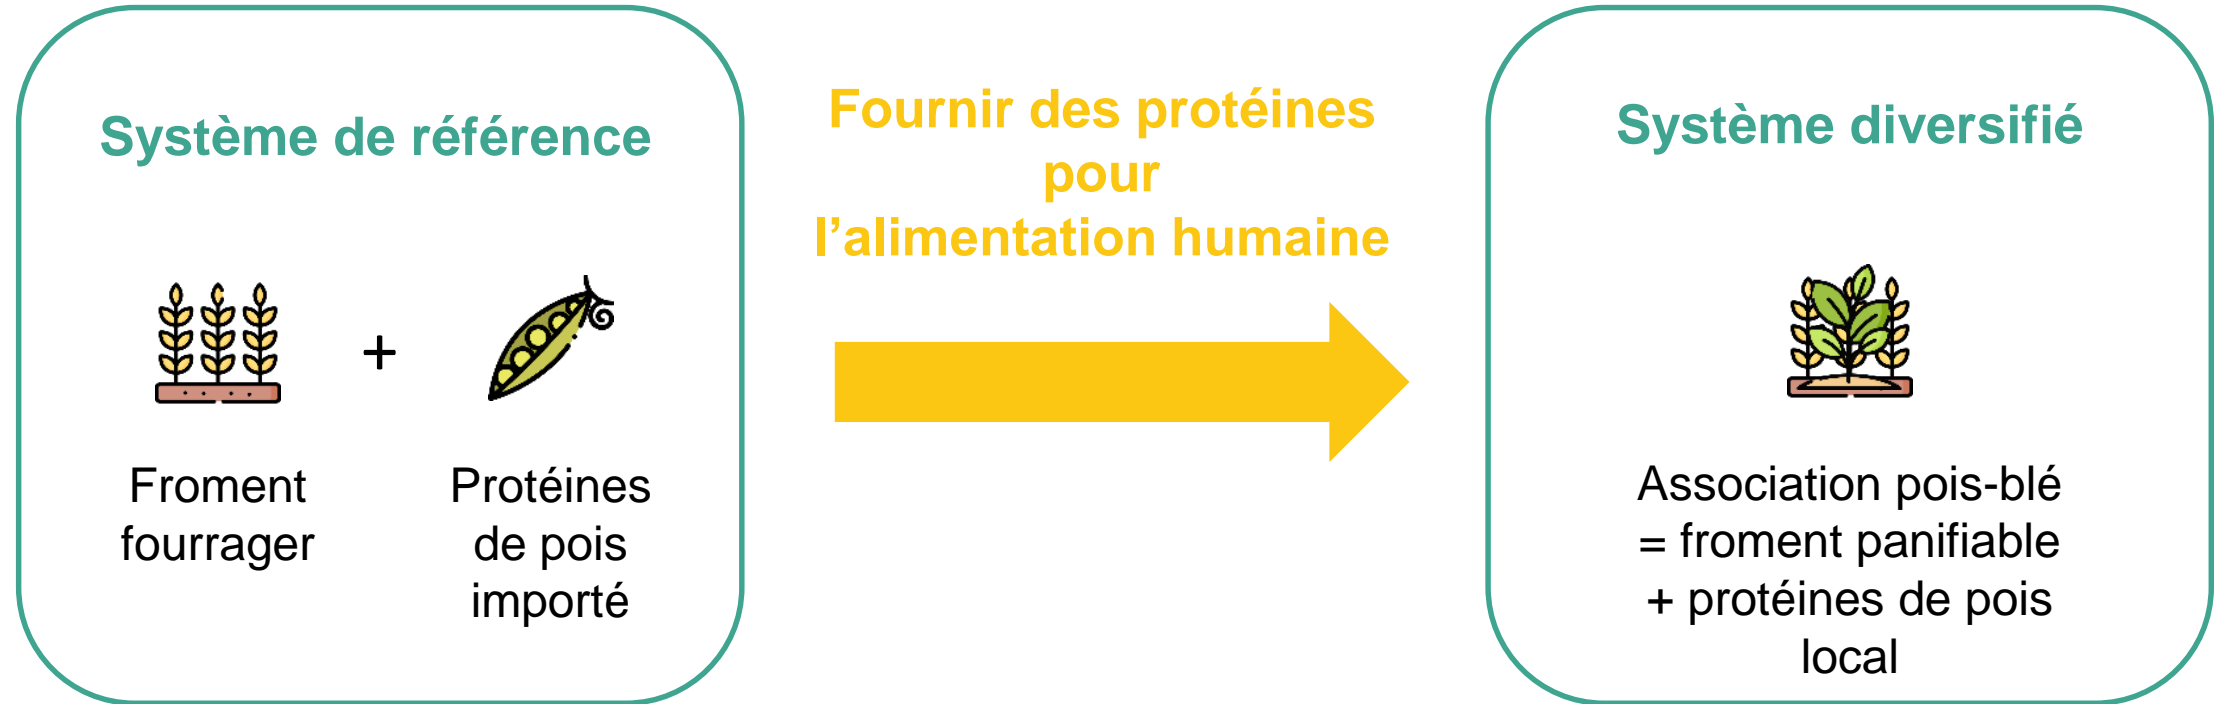 Système de référence
+
Froment
fourrager
Protéines
de pois
importé
Fournir des protéines
pour
l’alimentation humaine
Système diversifié
Association pois-blé
= froment panifiable
+ protéines de pois
local